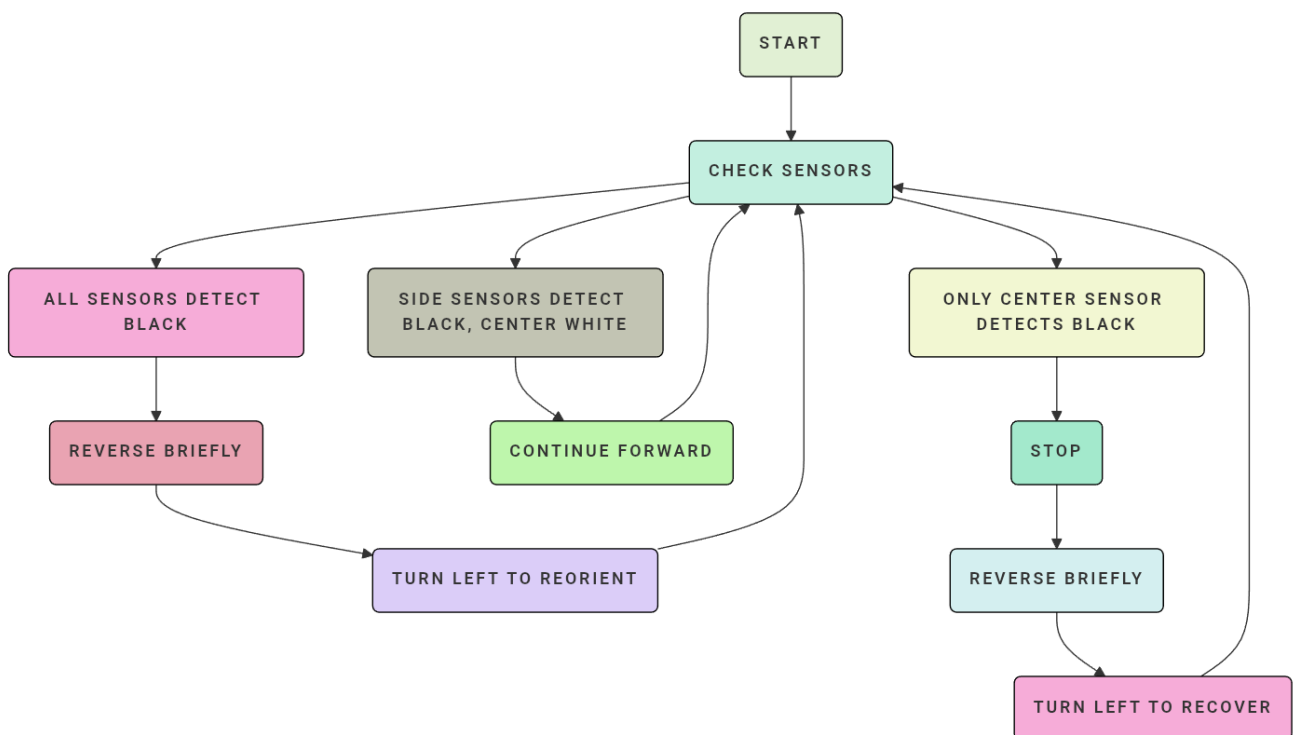 START
CHECK SENSORS
ALL SENSORS DETECT
BLACK
SIDE SENSORS DETECT
BLACK, CENTER WHITE
ONLY CENTER SENSOR
DETECTS BLACK
REVERSE BRIEFLY
CONTINUE FORWARD
STOP
TURN LEFT TO REORIENT
REVERSE BRIEFLY
TURN LEFT TO RECOVER